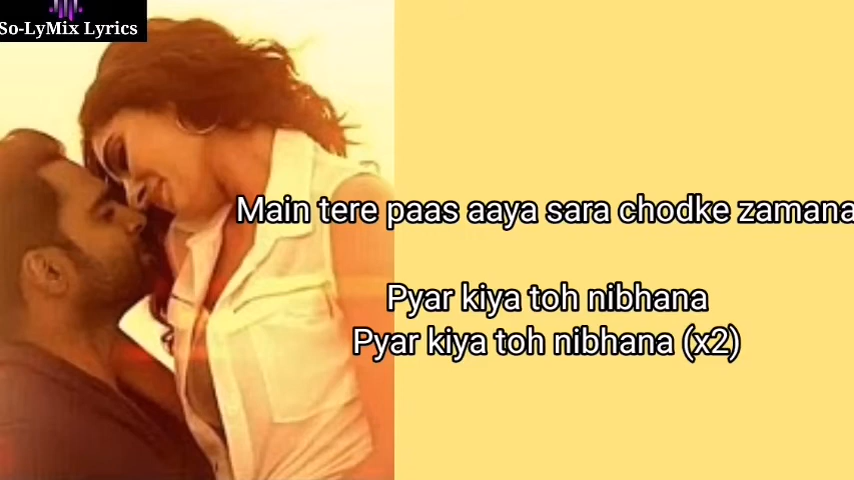 So-LyMix Lyrics
Main tere paas aaya sara chodke zamana
Pyar kiya toh nibhana
Pyar kiya toh nibhana (x2)